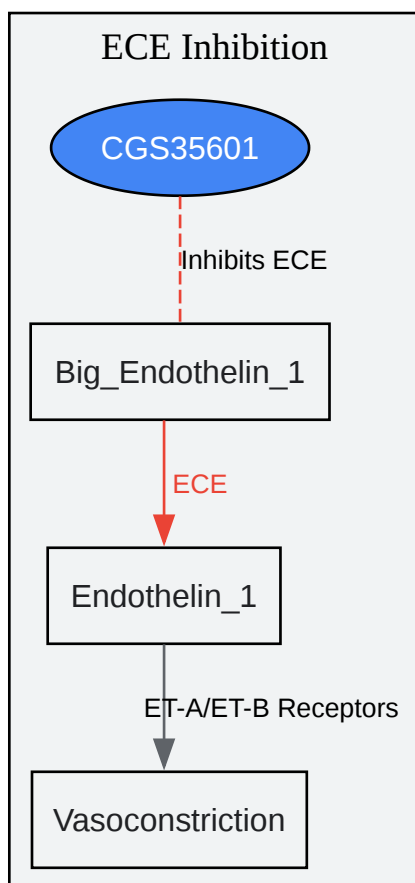 ECE Inhibition
CGS35601
Inhibits ECE
Big_Endothelin_1
ECE
Endothelin_1
ET-A/ET-B Receptors
Vasoconstriction